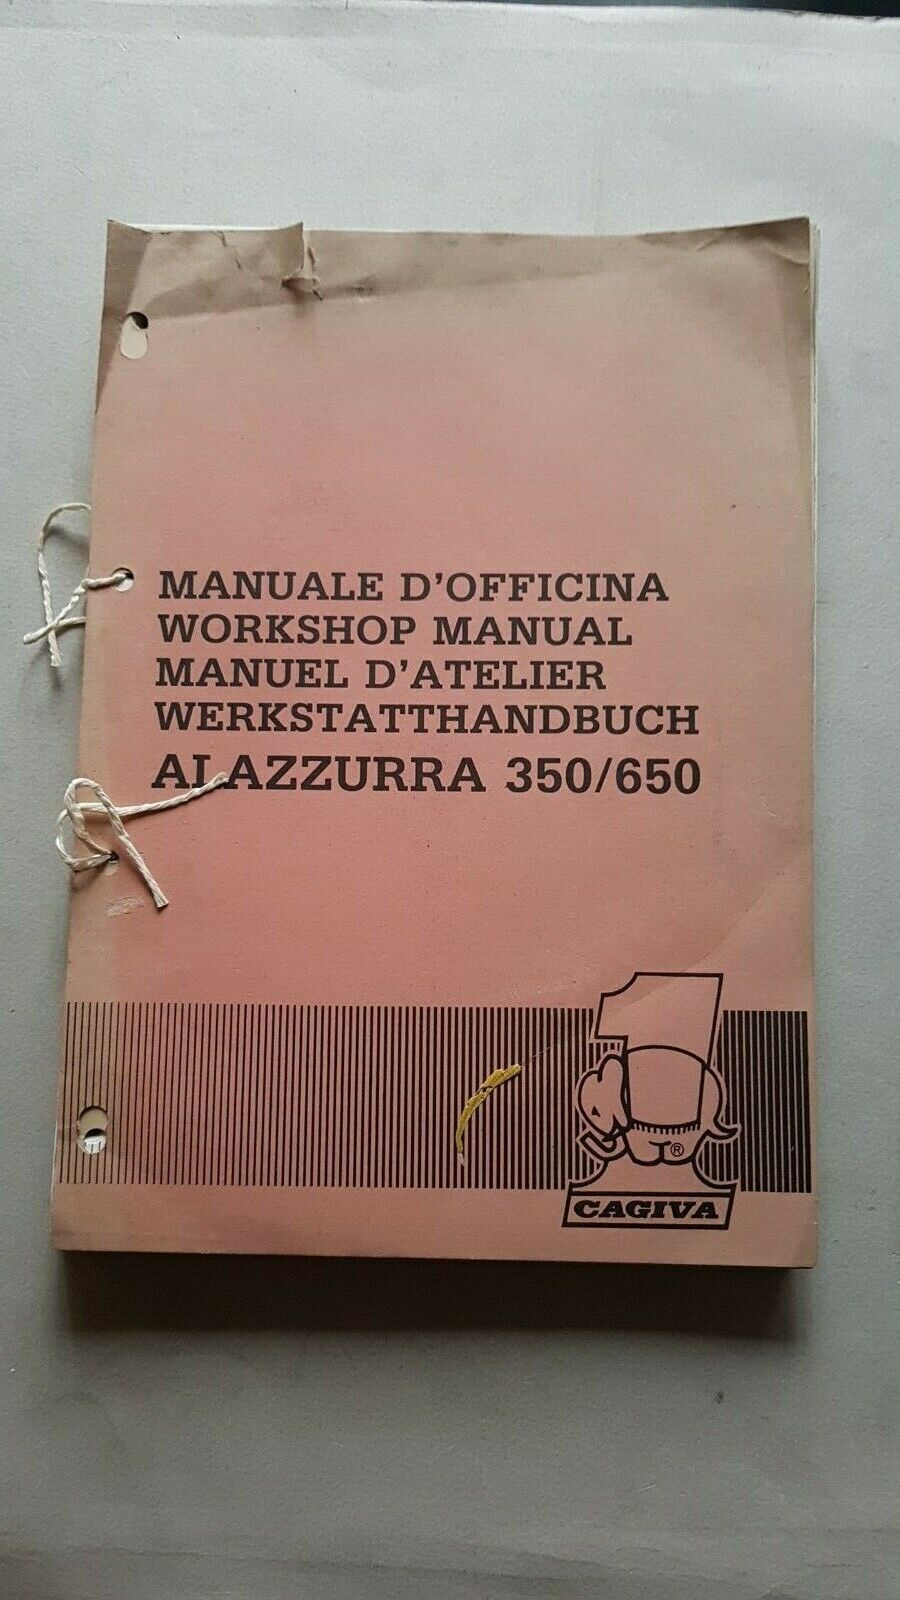 MANUALE D'OFFICINA
WORKSHOP MANUAL
MANUEL D'ATELIER
WERKSTATTHANDBUCH
ALAZZURRA 350/650
1
®
CAGIVA